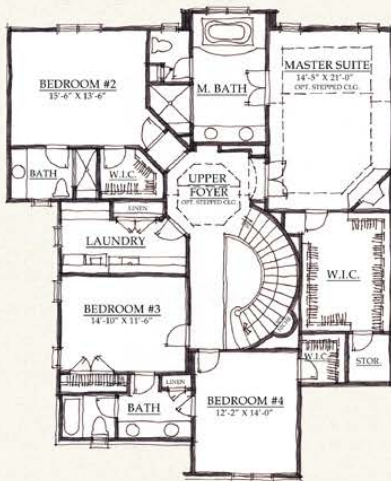 BEDROOM #2
15'-6" X 13'-6"
M. BATH
MASTER SUITE
14'-5" X 21'-0"
OPT. STEPPED CLG.
BATH
W.I.C.
UPPER
FOYER
OPT. STEPPED CLG.
LINEN
LAUNDRY
W.I.C.
BEDROOM #3
14'-10" X 11'-6"
W.I.C.
STOR.
LINEN
BATH
BEDROOM #4
12'-2" X 14'-0"